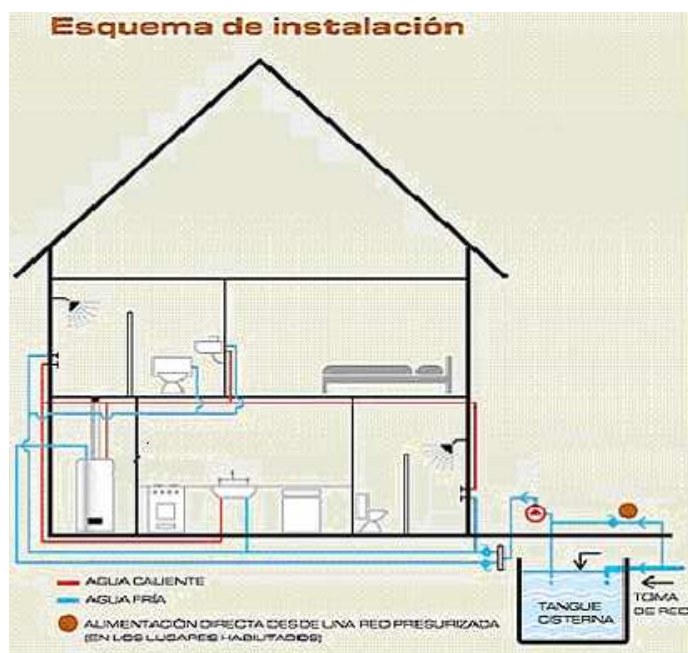 Esquema de instalación
AGUA CALIENTE
AGUA FRÍA
ALIMENTACIÓN DIRECTA DESDE UNA RED PRESURIZADA
(EN LOS LUGARES HABILITADOS)
TANQUE
CISTERNA
TOMA
DE RED